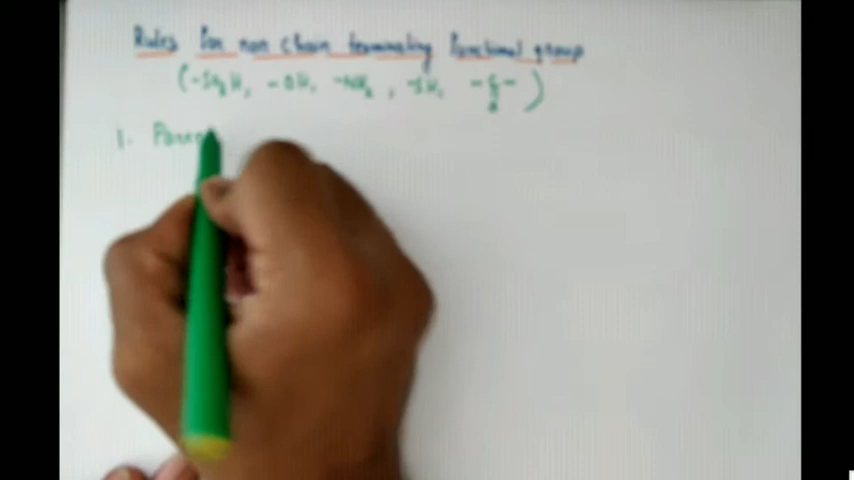 Rules for non chain terminating functional group
(-SO3H, -OH, -NH2, -SH, -C-)
O
1. Paren